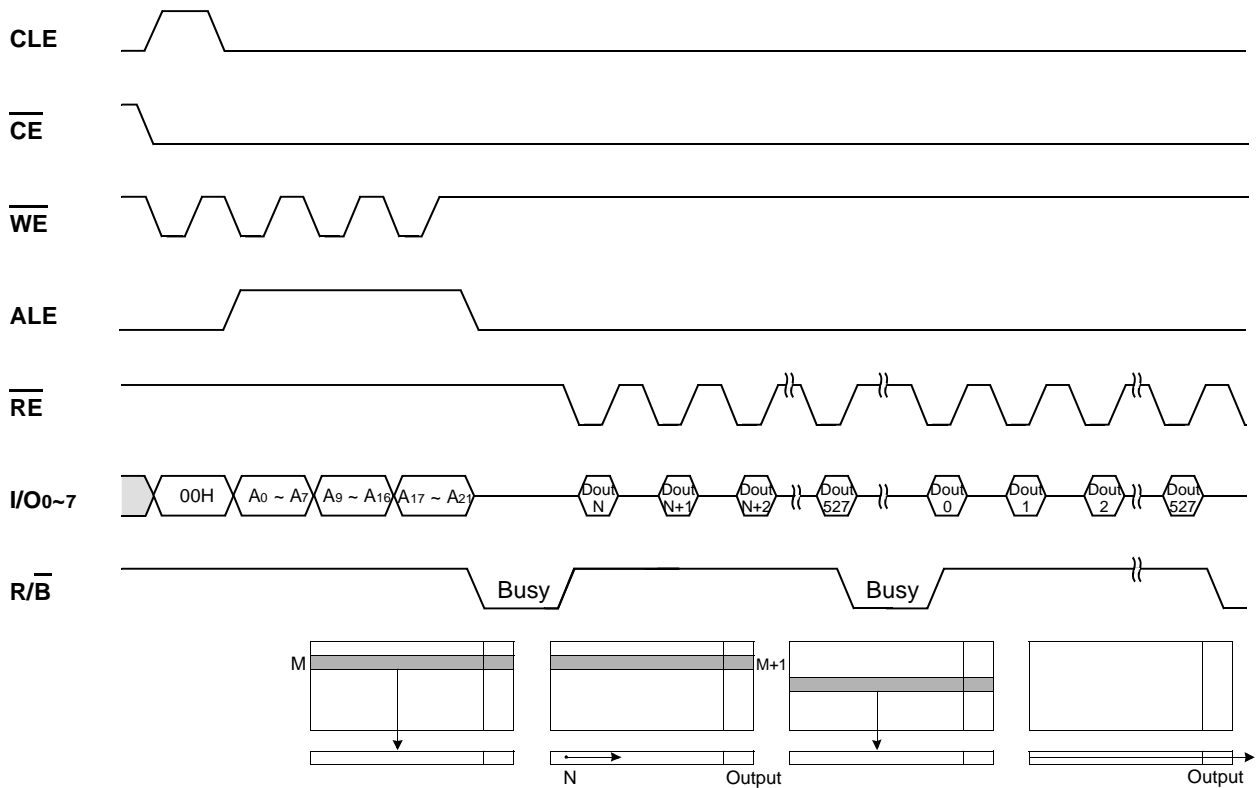 CLE
CE
WE
ALE
RE
I/O0~7
00H
A0 ~ A7
A9 ~ A16
A17 ~ A21
Dout
N
Dout
N+1
Dout
N+2
Dout
527
Dout
0
Dout
1
Dout
2
Dout
527
R/B
Busy
Busy
M
M+1
N
Output
Output